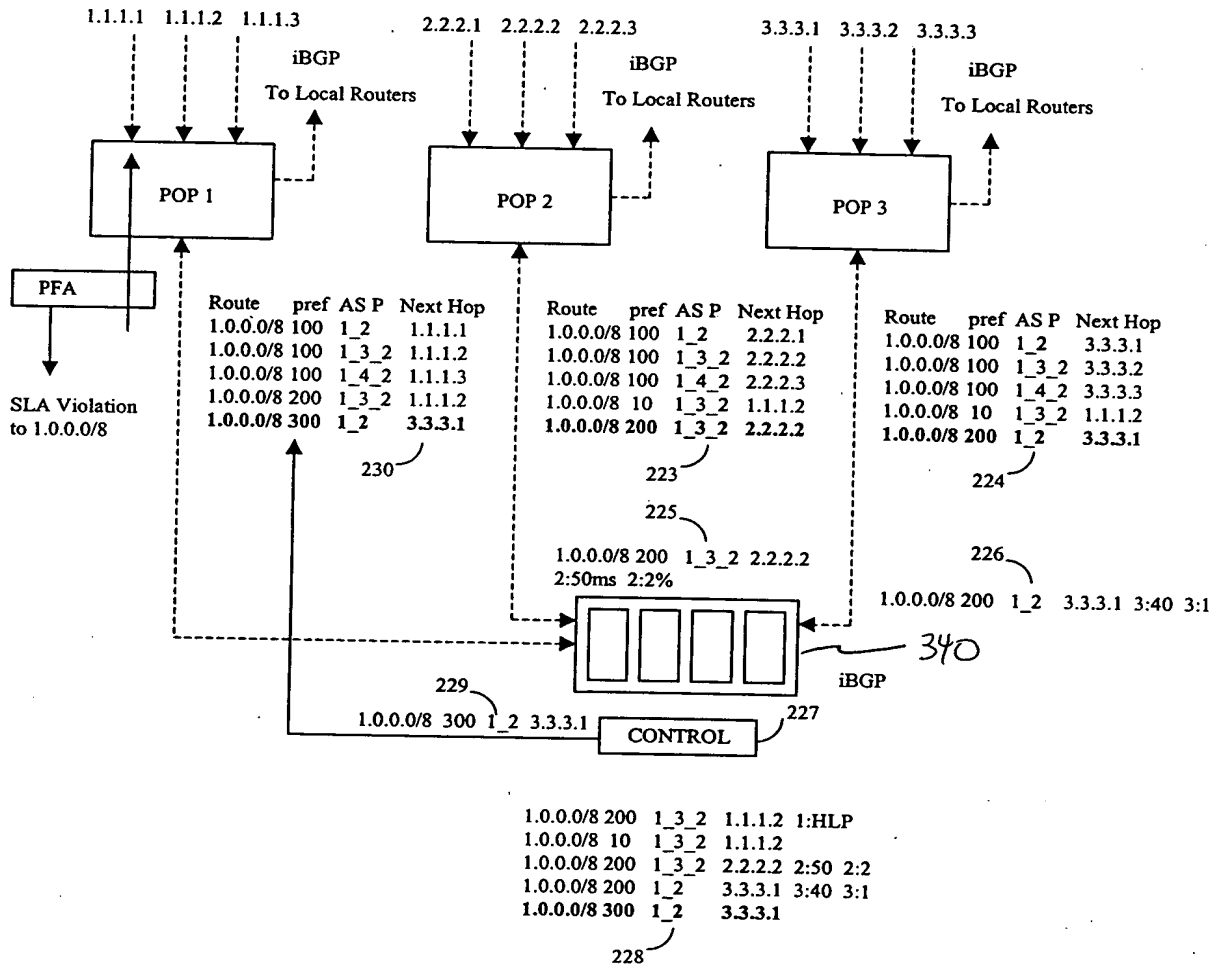 1.1.1.1 1.1.1.2 1.1.1.3
2.2.2.1 2.2.2.2 2.2.2.3
3.3.3.1 3.3.3.2 3.3.3.3
iBGP
To Local Routers
iBGP
To Local Routers
iBGP
To Local Routers
POP 1
POP 2
POP 3
PFA
SLA Violation
to 1.0.0.0/8
Route pref AS P Next Hop
1.0.0.0/8 100 1_2 1.1.1.1
1.0.0.0/8 100 1_3_2 1.1.1.2
1.0.0.0/8 100 1_4_2 1.1.1.3
1.0.0.0/8 200 1_3_2 1.1.1.2
1.0.0.0/8 300 1_2 3.3.3.1
230
Route pref AS P Next Hop
1.0.0.0/8 100 1_2 2.2.2.1
1.0.0.0/8 100 1_3_2 2.2.2.2
1.0.0.0/8 100 1_4_2 2.2.2.3
1.0.0.0/8 10 1_3_2 1.1.1.2
1.0.0.0/8 200 1_3_2 2.2.2.2
223
Route pref AS P Next Hop
1.0.0.0/8 100 1_2 3.3.3.1
1.0.0.0/8 100 1_3_2 3.3.3.2
1.0.0.0/8 100 1_4_2 3.3.3.3
1.0.0.0/8 10 1_3_2 1.1.1.2
1.0.0.0/8 200 1_2 3.3.3.1
224
225
1.0.0.0/8 200 1_3_2 2.2.2.2
2:50ms 2:2%
226
1.0.0.0/8 200 1_2 3.3.3.1 3:40 3:1
340
iBGP
229
1.0.0.0/8 300 1_2 3.3.3.1
227
CONTROL
1.0.0.0/8 200 1_3_2 1.1.1.2 1:HLP
1.0.0.0/8 10 1_3_2 1.1.1.2
1.0.0.0/8 200 1_3_2 2.2.2.2 2:50 2:2
1.0.0.0/8 200 1_2 3.3.3.1 3:40 3:1
1.0.0.0/8 300 1_2 3.3.3.1
228